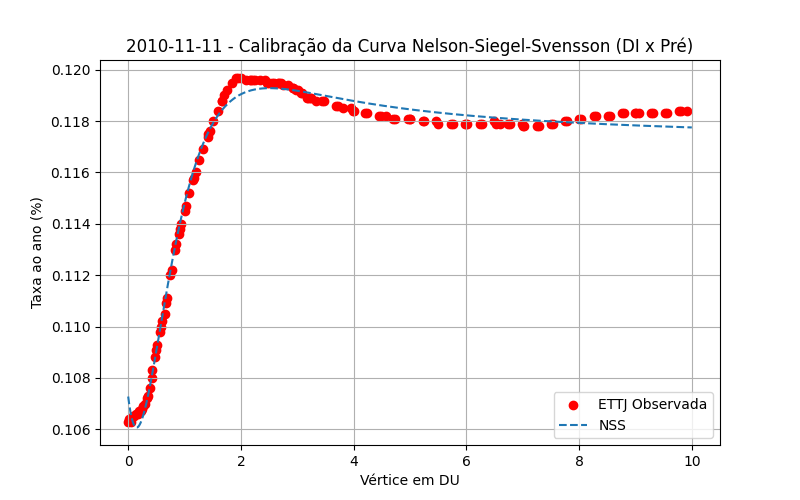 2010-11-11 - Calibração da Curva Nelson-Siegel-Svensson (DI x Pré)
Taxa ao ano (%)
0.120
0.118
0.116
0.114
0.112
0.110
0.108
0.106
ETTJ Observada
NSS
0 2 4 6 8 10
Vértice em DU